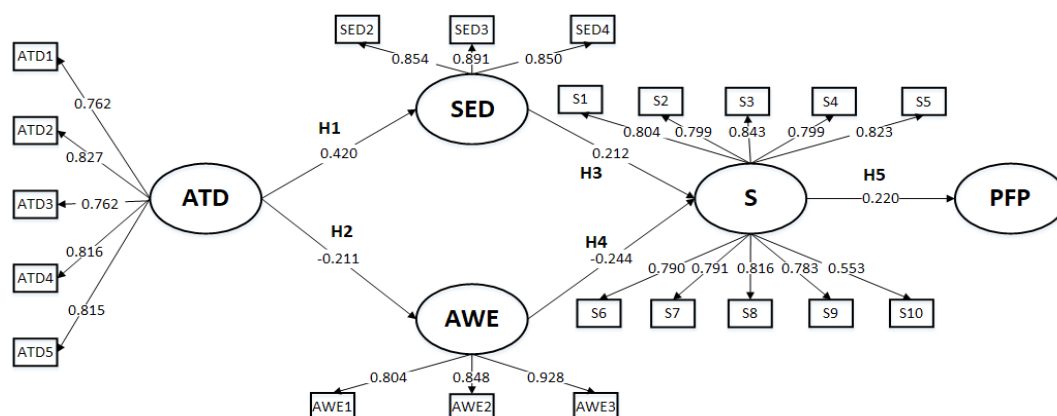 SED2
SED3
SED4
0.854
0.891
0.850
ATD1
0.762
ATD2
0.827
ATD3
0.762
ATD4
0.816
ATD5
0.815
ATD
H1
0.420
SED
H2
-0.211
AWE
0.804
0.848
0.928
AWE1
AWE2
AWE3
0.212
H3
H4
-0.244
S1
S2
S3
S4
S5
0.804
0.799
0.843
0.799
0.823
S
H5
0.220
PFP
0.790
0.791
0.816
0.783
0.553
S6
S7
S8
S9
S10